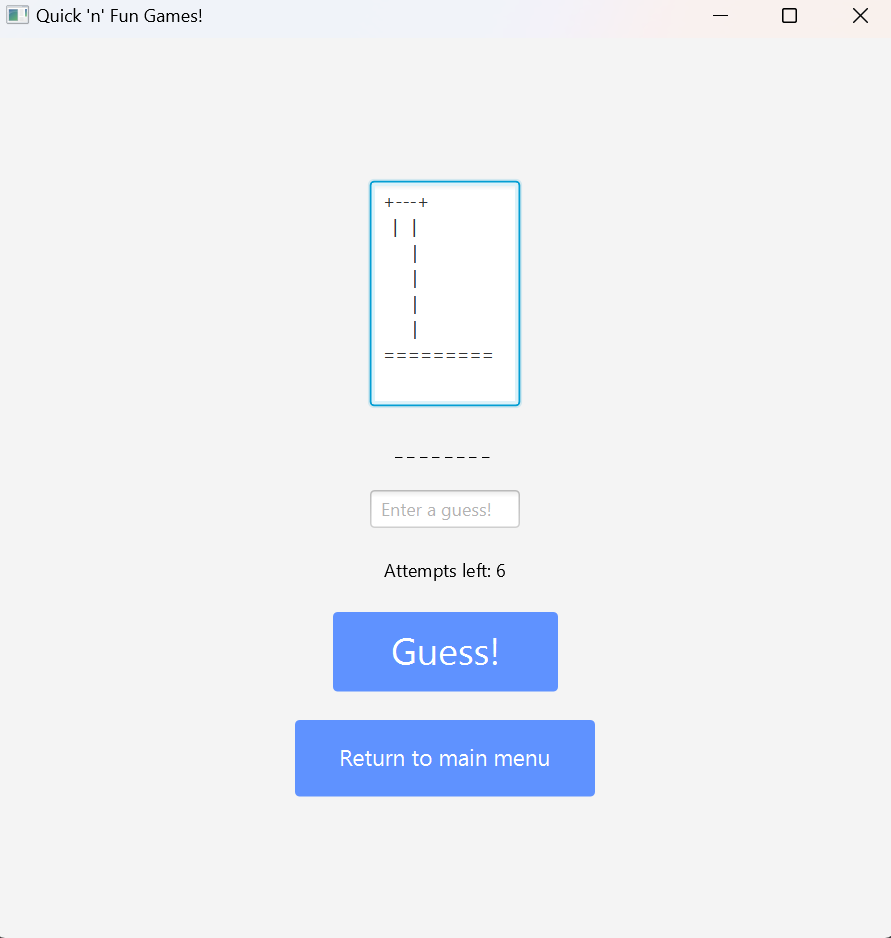 Quick 'n' Fun Games!
+---+
 | |
   |
   |
   |
   |
=========
--------
Enter a guess!
Attempts left: 6
Guess!
Return to main menu